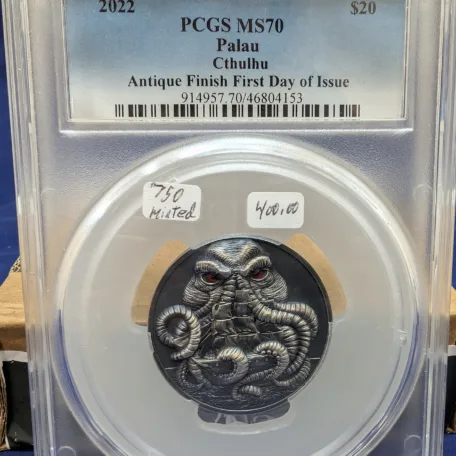 2022 $20
PCGS MS70
Palau
Cthulhu
Antique Finish First Day of Issue
914957.70/46804153
750
Minted
400.00